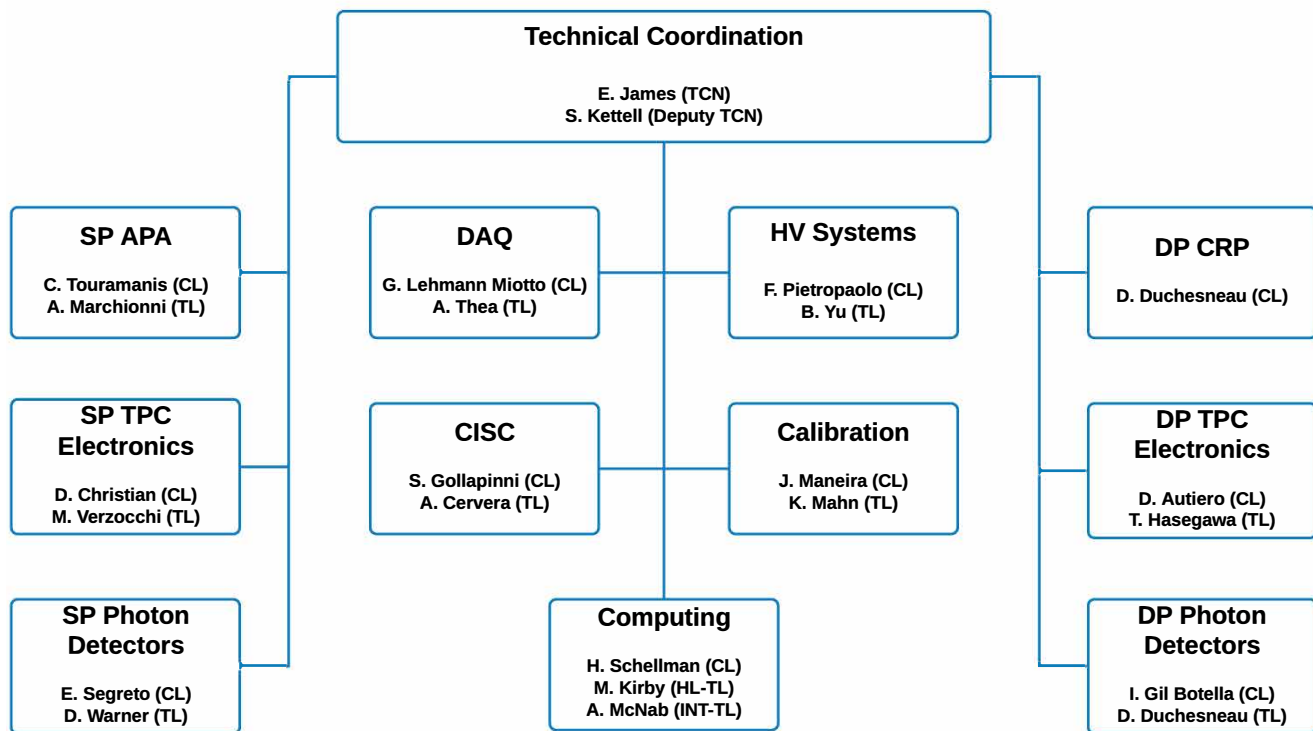 Technical Coordination
E. James (TCN)
S. Kettell (Deputy TCN)
SP APA
C. Touramanis (CL)
A. Marchionni (TL)
DAQ
G. Lehmann Miotto (CL)
A. Thea (TL)
HV Systems
F. Pietropaolo (CL)
B. Yu (TL)
DP CRP
D. Duchesneau (CL)
SP TPC
Electronics
D. Christian (CL)
M. Verzocchi (TL)
CISC
S. Gollapinni (CL)
A. Cervera (TL)
Calibration
J. Maneira (CL)
K. Mahn (TL)
DP TPC
Electronics
D. Autiero (CL)
T. Hasegawa (TL)
SP Photon
Detectors
E. Segreto (CL)
D. Warner (TL)
Computing
H. Schellman (CL)
M. Kirby (HL-TL)
A. McNab (INT-TL)
DP Photon
Detectors
I. Gil Botella (CL)
D. Duchesneau (TL)